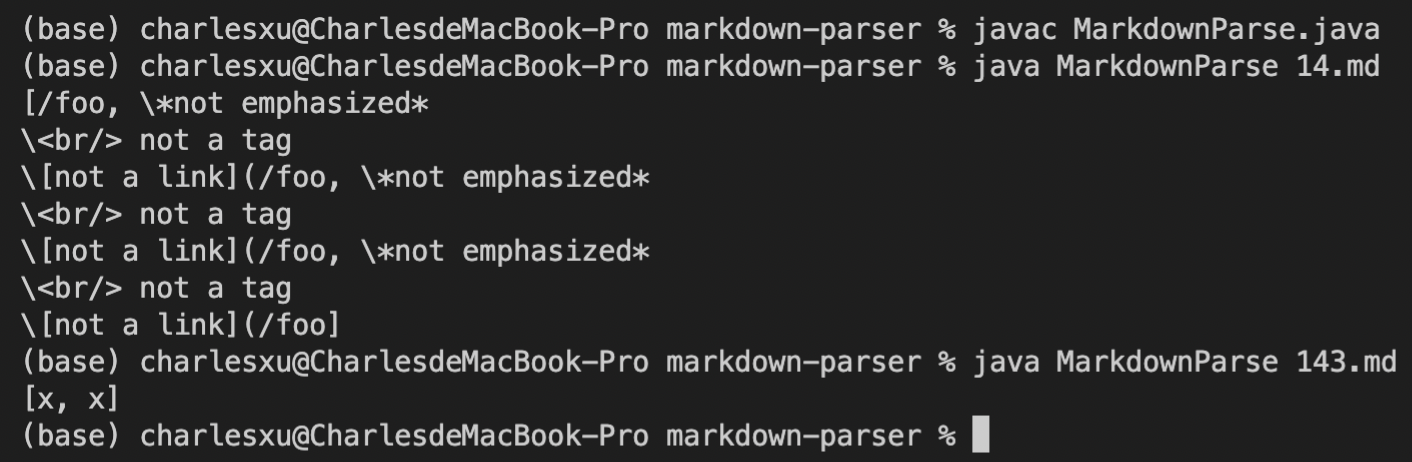 (base) charlesxu@CharlesdeMacBook-Pro markdown-parser % javac MarkdownParse.java
(base) charlesxu@CharlesdeMacBook-Pro markdown-parser % java MarkdownParse 14.md
[/foo, \*not emphasized*
\<br/> not a tag
\[not a link](/foo, \*not emphasized*
\<br/> not a tag
\[not a link](/foo, \*not emphasized*
\<br/> not a tag
\[not a link](/foo]
(base) charlesxu@CharlesdeMacBook-Pro markdown-parser % java MarkdownParse 143.md
[x, x]
(base) charlesxu@CharlesdeMacBook-Pro markdown-parser %